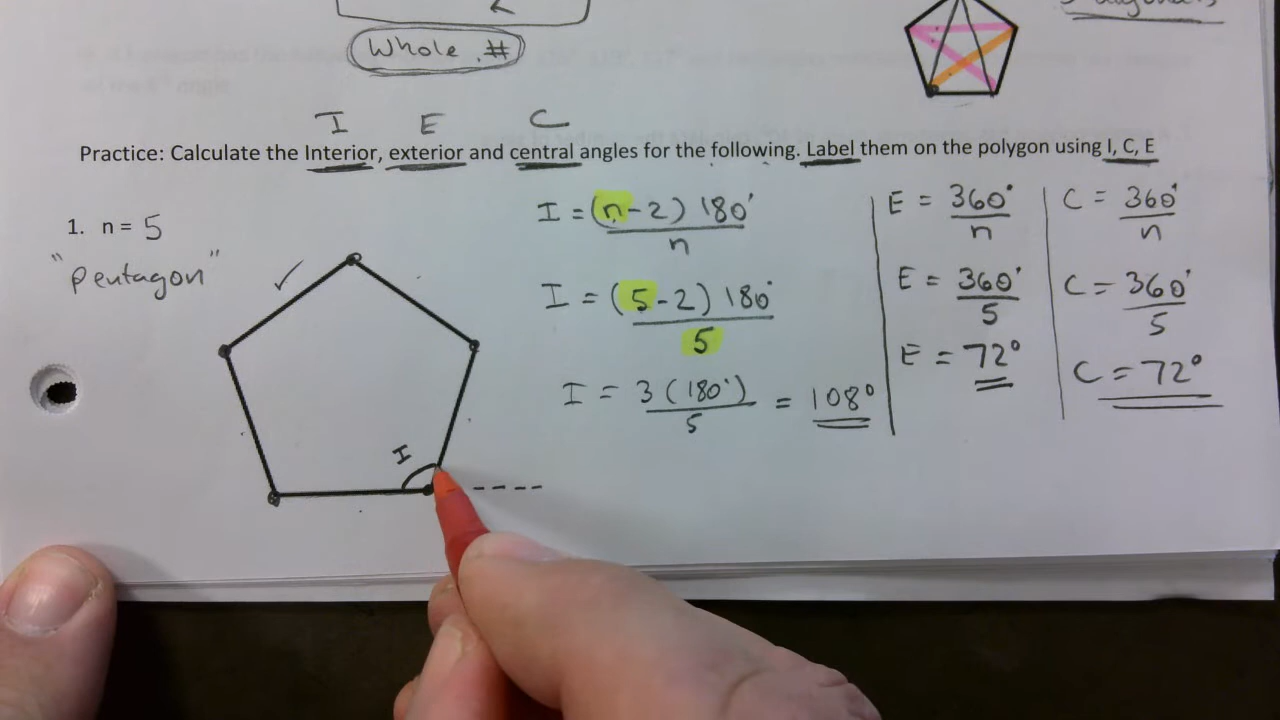 Whole #
I E C
Practice: Calculate the Interior, exterior and central angles for the following. Label them on the polygon using I, C, E
1. n = 5
"Pentagon"
I = (n-2) 180°
n
I = (5-2) 180°
5
I = 3 (180°)
5
= 108°
E = 360°
n
E = 360°
5
E = 72°
C = 360°
n
C = 360°
5
C = 72°
I